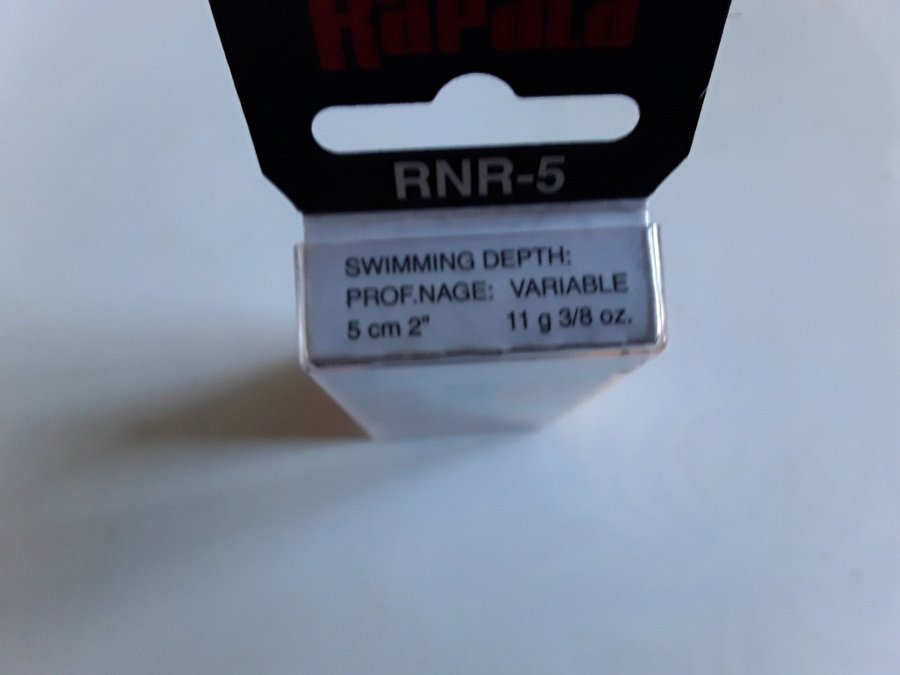 Rapala
RNR-5
SWIMMING DEPTH:
PROF.NAGE: VARIABLE
5 cm 2" 11 g 3/8 oz.